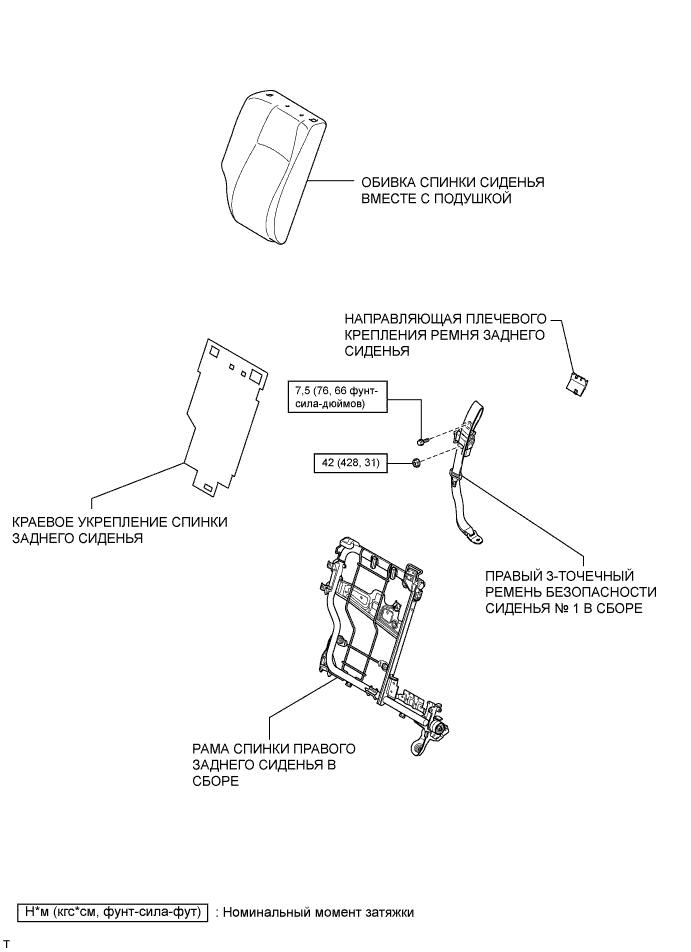 ОБИВКА СПИНКИ СИДЕНЬЯ
ВМЕСТЕ С ПОДУШКОЙ
НАПРАВЛЯЮЩАЯ ПЛЕЧЕВОГО
КРЕПЛЕНИЯ РЕМНЯ ЗАДНЕГО
СИДЕНЬЯ
7,5 (76, 66 фунт-
сила-дюймов)
42 (428, 31)
КРАЕВОЕ УКРЕПЛЕНИЕ СПИНКИ
ЗАДНЕГО СИДЕНЬЯ
ПРАВЫЙ 3-ТОЧЕЧНЫЙ
РЕМЕНЬ БЕЗОПАСНОСТИ
СИДЕНЬЯ № 1 В СБОРЕ
РАМА СПИНКИ ПРАВОГО
ЗАДНЕГО СИДЕНЬЯ В
СБОРЕ
Н*м (кгс*см, фунт-сила-фут) : Номинальный момент затяжки
T